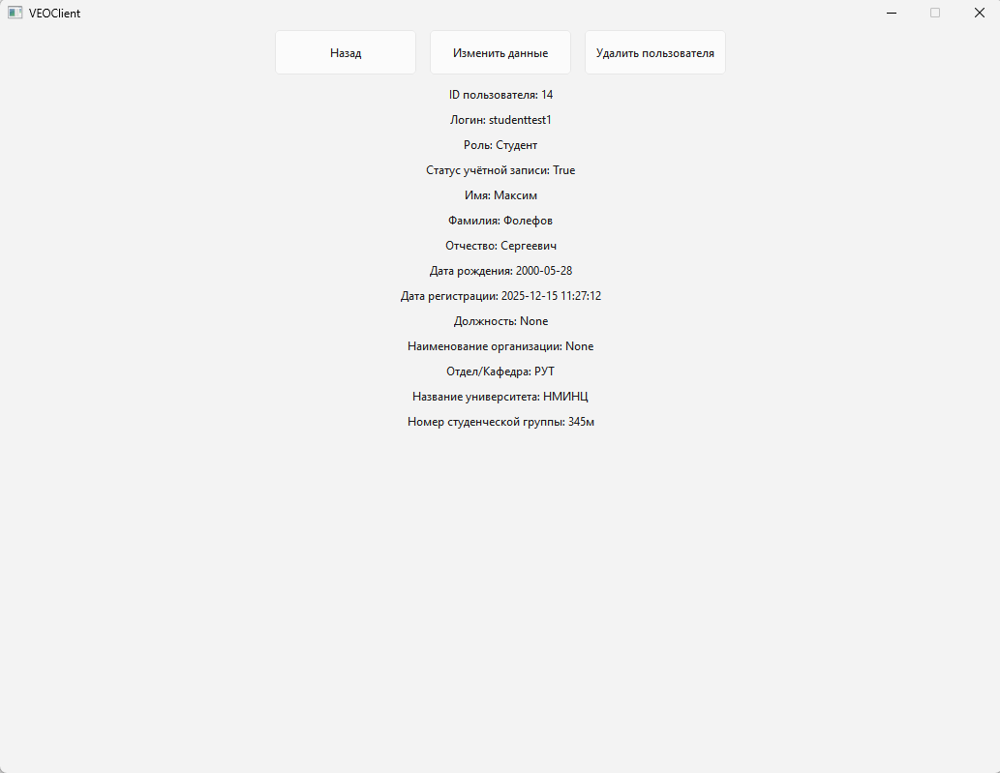 VEOClient
Назад Изменить данные Удалить пользователя
ID пользователя: 14
Логин: studenttest1
Роль: Студент
Статус учётной записи: True
Имя: Максим
Фамилия: Фолефов
Отчество: Сергеевич
Дата рождения: 2000-05-28
Дата регистрации: 2025-12-15 11:27:12
Должность: None
Наименование организации: None
Отдел/Кафедра: РУТ
Название университета: НМИНЦ
Номер студенческой группы: 345м